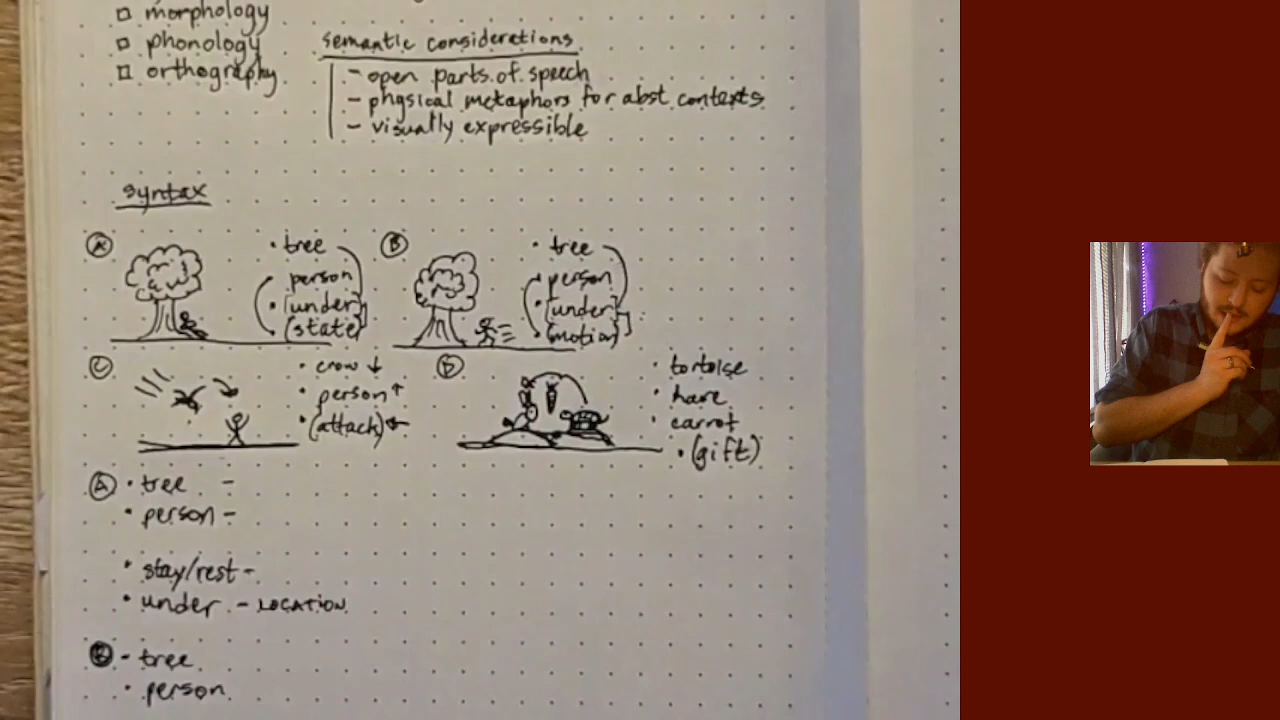 □ morphology
□ phonology
□ orthography
semantic considerations
- open parts of speech
- physical metaphors for abst contexts
- visually expressible
syntax
A
• tree
person
• [under]
(state)
B
• tree
person
• [under]
(motion)
C
• crow ↓
• person ↑
• (attack) ←
D
• tortoise
• hare
• carrot
• (gift)
A • tree -
• person -
• stay/rest -
• under - LOCATION
B - tree
• person